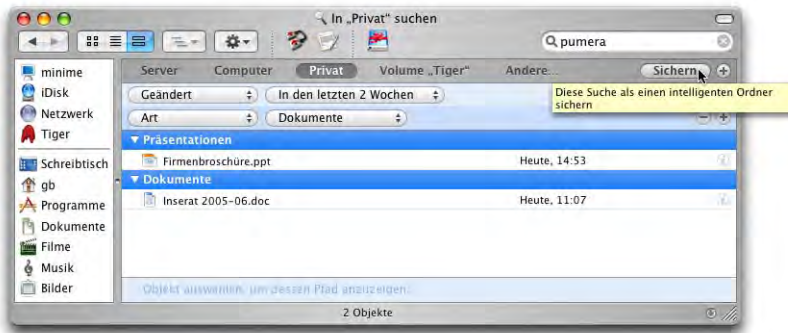 In „Privat" suchen
pumera
Server Computer Privat Volume „Tiger" Andere... Sichern
Diese Suche als einen intelligenten Ordner
sichern
Geändert In den letzten 2 Wochen
Art Dokumente
Präsentationen
Firmenbroschüre.ppt Heute, 14:53
Dokumente
Inserat 2005-06.doc Heute, 11:07
minime
iDisk
Netzwerk
Tiger
Schreibtisch
gb
Programme
Dokumente
Filme
Musik
Bilder
Objekt auswählen, um dessen Pfad anzuzeigen.
2 Objekte